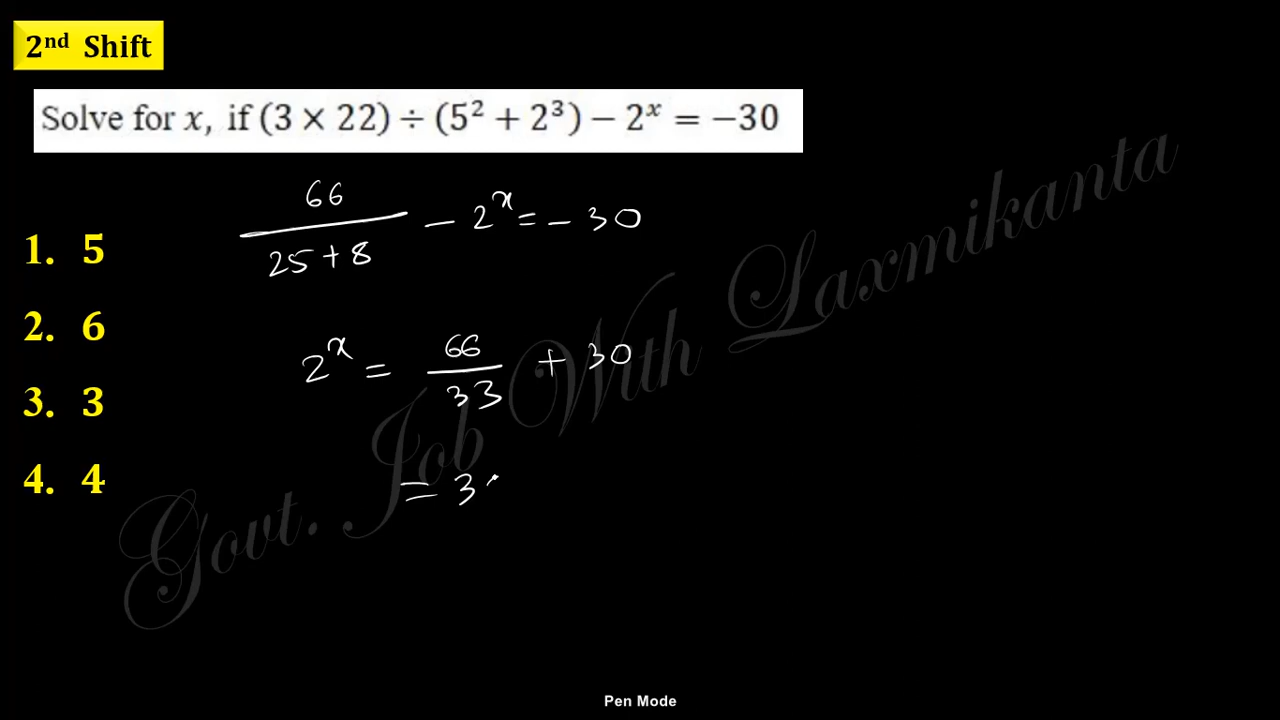 2nd Shift
Solve for x, if (3 × 22) ÷ (5² + 2³) − 2ˣ = −30
66
25+8
− 2ˣ = − 30
1. 5
2. 6
2ˣ = 66/33 + 30
3. 3
4. 4
= 3
Govt. Job With Laxmikanta
Pen Mode